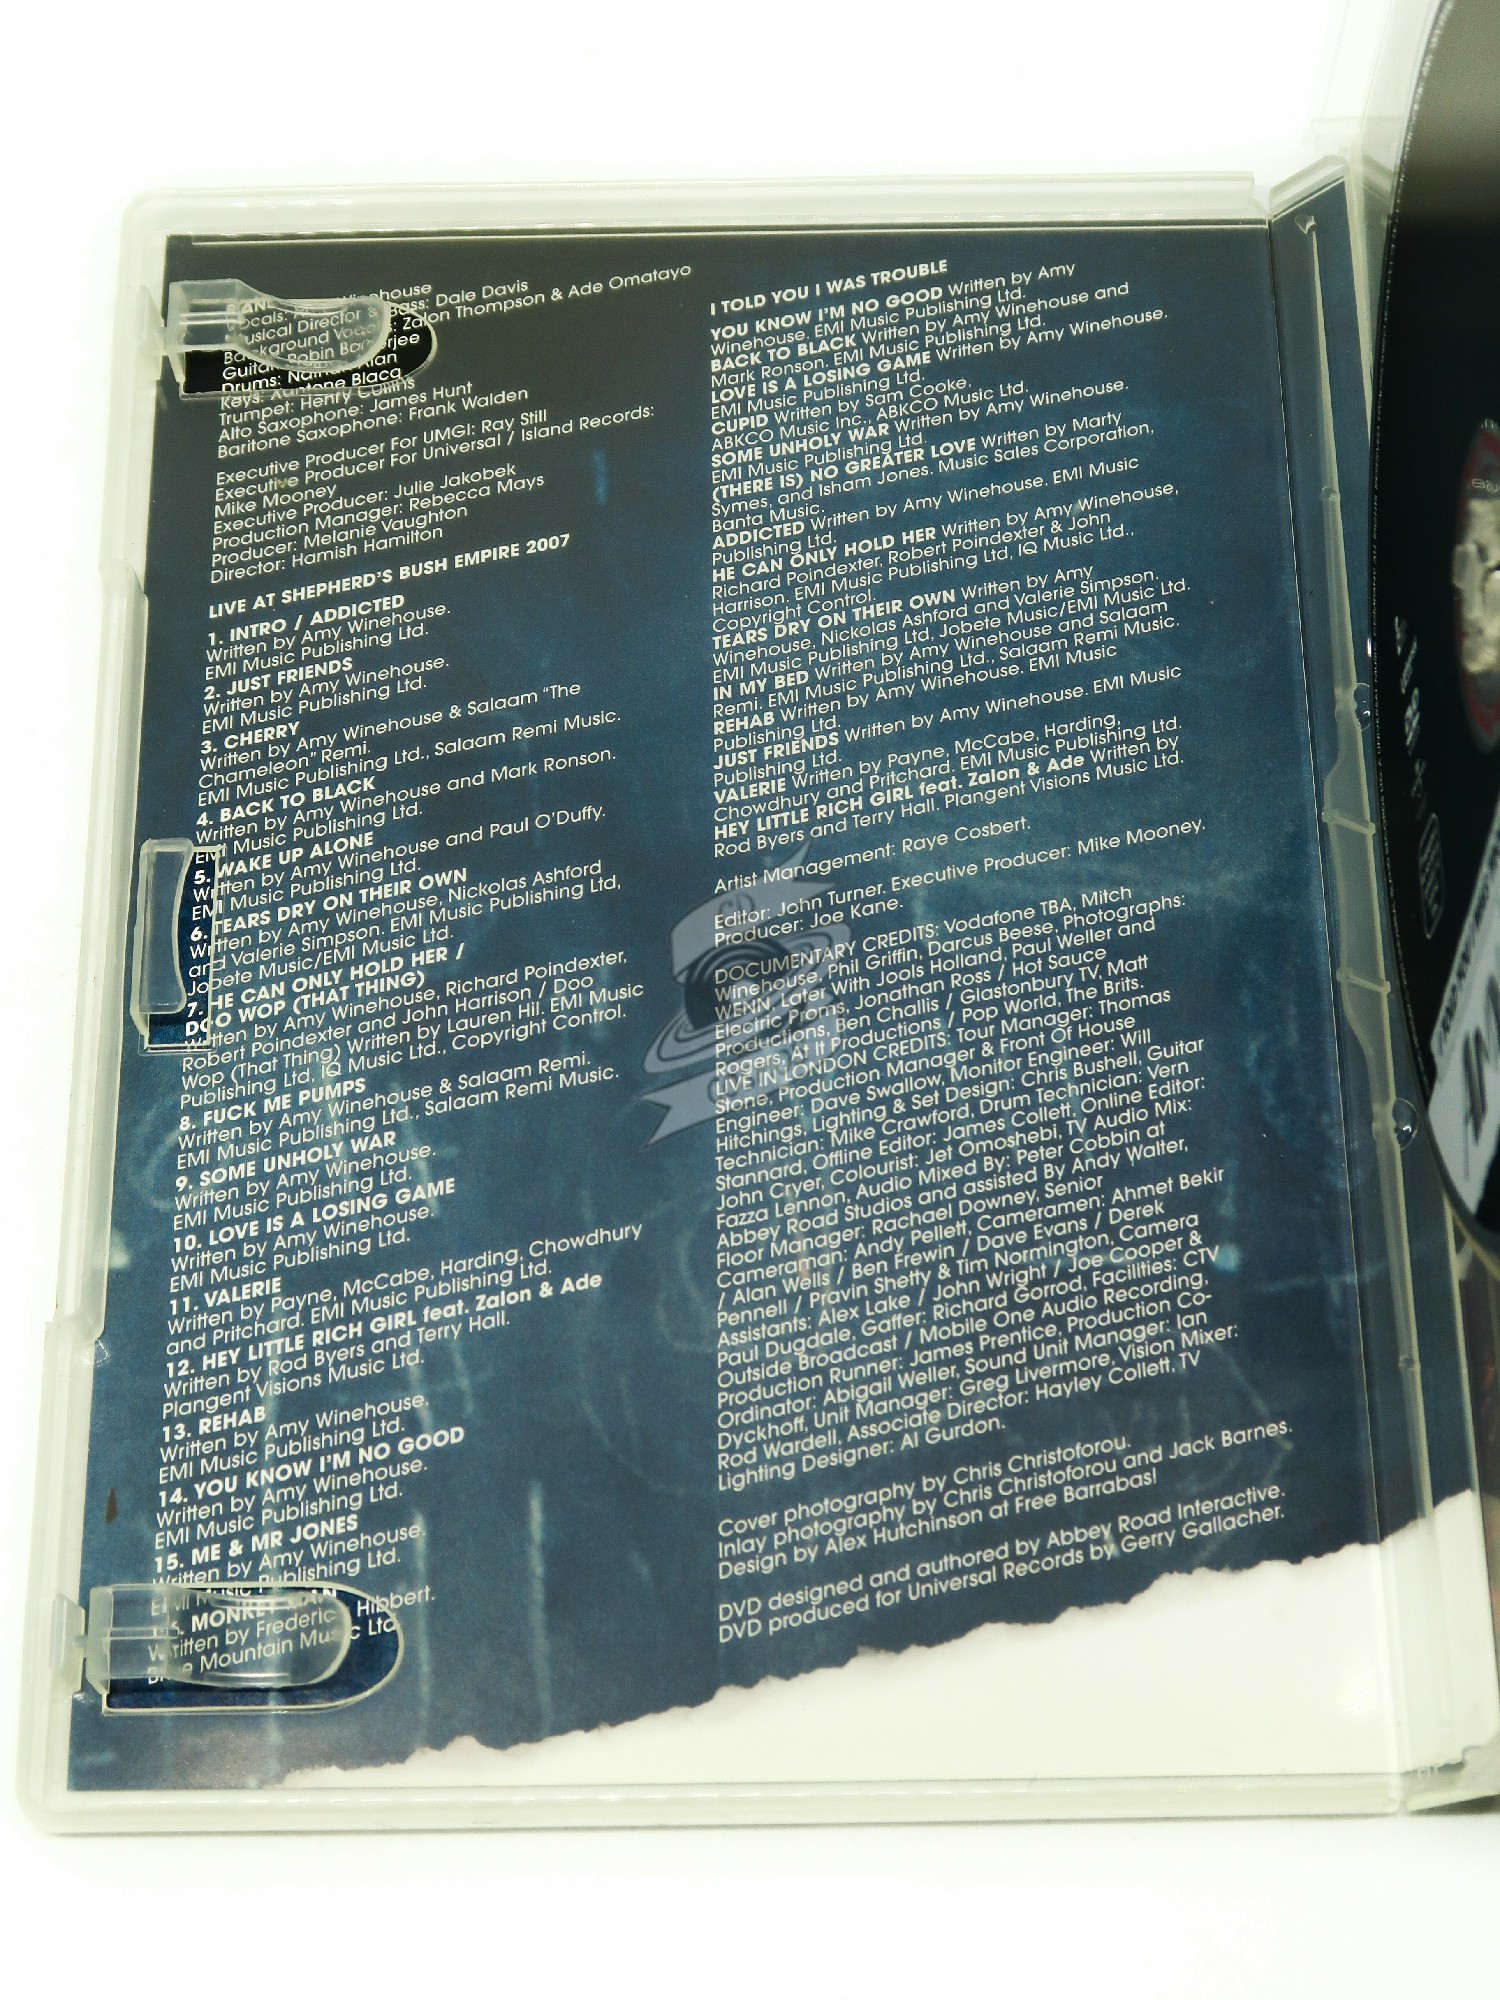 Vocals: Winehouse
Musical Director & Bass: Dale Davis
Background Vocals: Zalon Thompson & Ade Omatayo
Guitar: Robin Banerjee
Drums:
Keys: Xantone Blacq
Trumpet: Henry Collins
Alto Saxophone: James Hunt
Baritone Saxophone: Frank Walden
Executive Producer For UMGI: Ray Still
Executive Producer For Universal / Island Records:
Mike Mooney
Executive Producer: Julie Jakobek
Production Manager: Rebecca Mays
Producer: Melanie Vaughton
Director: Hamish Hamilton
LIVE AT SHEPHERD'S BUSH EMPIRE 2007
1. INTRO / ADDICTED
Written by Amy Winehouse.
EMI Music Publishing Ltd.
2. JUST FRIENDS
Written by Amy Winehouse.
EMI Music Publishing Ltd.
3. CHERRY
Written by Amy Winehouse & Salaam "The
Chameleon" Remi.
EMI Music Publishing Ltd., Salaam Remi Music.
4. BACK TO BLACK
Written by Amy Winehouse and Mark Ronson.
EMI Music Publishing Ltd.
5. WAKE UP ALONE
Written by Amy Winehouse and Paul O'Duffy.
EMI Music Publishing Ltd.
6. TEARS DRY ON THEIR OWN
Written by Amy Winehouse, Nickolas Ashford
and Valerie Simpson. EMI Music Publishing Ltd,
Jobete Music/EMI Music Ltd.
7. HE CAN ONLY HOLD HER /
DOO WOP (THAT THING)
Written by Amy Winehouse, Richard Poindexter,
Robert Poindexter and John Harrison / Doo
Wop (That Thing) Written by Lauren Hil. EMI Music
Publishing Ltd, IQ Music Ltd., Copyright Control.
8. FUCK ME PUMPS
Written by Amy Winehouse & Salaam Remi.
EMI Music Publishing Ltd., Salaam Remi Music.
9. SOME UNHOLY WAR
Written by Amy Winehouse.
EMI Music Publishing Ltd.
10. LOVE IS A LOSING GAME
Written by Amy Winehouse.
EMI Music Publishing Ltd.
11. VALERIE
Written by Payne, McCabe, Harding, Chowdhury
and Pritchard. EMI Music Publishing Ltd.
12. HEY LITTLE RICH GIRL feat. Zalon & Ade
Written by Rod Byers and Terry Hall.
Plangent Visions Music Ltd.
13. REHAB
Written by Amy Winehouse.
EMI Music Publishing Ltd.
14. YOU KNOW I'M NO GOOD
Written by Amy Winehouse.
EMI Music Publishing Ltd.
15. ME & MR JONES
Written by Amy Winehouse.
EMI Music Publishing Ltd.
16. MONKEY MAN
Written by Frederic Hibbert.
Blue Mountain Music Ltd
I TOLD YOU I WAS TROUBLE
YOU KNOW I'M NO GOOD Written by Amy
Winehouse. EMI Music Publishing Ltd.
BACK TO BLACK Written by Amy Winehouse and
Mark Ronson. EMI Music Publishing Ltd.
LOVE IS A LOSING GAME Written by Amy Winehouse.
EMI Music Publishing Ltd.
CUPID Written by Sam Cooke.
ABKCO Music Inc., ABKCO Music Ltd.
SOME UNHOLY WAR Written by Amy Winehouse.
EMI Music Publishing Ltd.
(THERE IS) NO GREATER LOVE Written by Marty
Symes, and Isham Jones. Music Sales Corporation,
Banta Music.
ADDICTED Written by Amy Winehouse. EMI Music
Publishing Ltd.
HE CAN ONLY HOLD HER Written by Amy Winehouse,
Richard Poindexter, Robert Poindexter & John
Harrison. EMI Music Publishing Ltd, IQ Music Ltd.,
Copyright Control.
TEARS DRY ON THEIR OWN Written by Amy
Winehouse, Nickolas Ashford and Valerie Simpson.
EMI Music Publishing Ltd, Jobete Music/EMI Music Ltd.
IN MY BED Written by Amy Winehouse and Salaam
Remi. EMI Music Publishing Ltd., Salaam Remi Music.
REHAB Written by Amy Winehouse. EMI Music
Publishing Ltd.
JUST FRIENDS Written by Amy Winehouse. EMI Music
Publishing Ltd.
VALERIE Written by Payne, McCabe, Harding,
Chowdhury and Pritchard. EMI Music Publishing Ltd.
HEY LITTLE RICH GIRL feat. Zalon & Ade Written by
Rod Byers and Terry Hall. Plangent Visions Music Ltd.
Artist Management: Raye Cosbert.
Editor: John Turner. Executive Producer: Mike Mooney.
Producer: Joe Kane.
DOCUMENTARY CREDITS: Vodafone TBA, Mitch
Winehouse, Phil Griffin, Darcus Beese, Photographs:
WENN, Later With Jools Holland, Paul Weller and
Electric Proms, Jonathan Ross / Hot Sauce
Productions, Ben Challis / Glastonbury TV, Matt
Rogers, At It Productions / Pop World, The Brits.
LIVE IN LONDON CREDITS: Tour Manager: Thomas
Stone, Production Manager & Front Of House
Engineer: Dave Swallow, Monitor Engineer: Will
Hitchings, Lighting & Set Design: Chris Bushell, Guitar
Technician: Mike Crawford, Drum Technician: Vern
Stannard, Offline Editor: James Collett, Online Editor:
John Cryer, Colourist: Jet Omoshebi, TV Audio Mix:
Fazza Lennon, Audio Mixed By: Peter Cobbin at
Abbey Road Studios and assisted By Andy Walter,
Floor Manager: Rachael Downey, Senior
Cameraman: Andy Pellett, Cameramen: Ahmet Bekir
/ Alan Wells / Ben Frewin / Dave Evans / Derek
Pennell / Pravin Shetty & Tim Normington, Camera
Assistants: Alex Lake / John Wright / Joe Cooper &
Paul Dugdale, Gaffer: Richard Gorrod, Facilities: CTV
Outside Broadcast / Mobile One Audio Recording,
Production Runner: James Prentice, Production Co-
Ordinator: Abigail Weller, Sound Unit Manager: Ian
Dyckhoff, Unit Manager: Greg Livermore, Vision Mixer:
Rod Wardell, Associate Director: Hayley Collett, TV
Lighting Designer: Al Gurdon.
Cover photography by Chris Christoforou.
Inlay photography by Chris Christoforou and Jack Barnes.
Design by Alex Hutchinson at Free Barrabas!
DVD designed and authored by Abbey Road Interactive.
DVD produced for Universal Records by Gerry Gallacher.